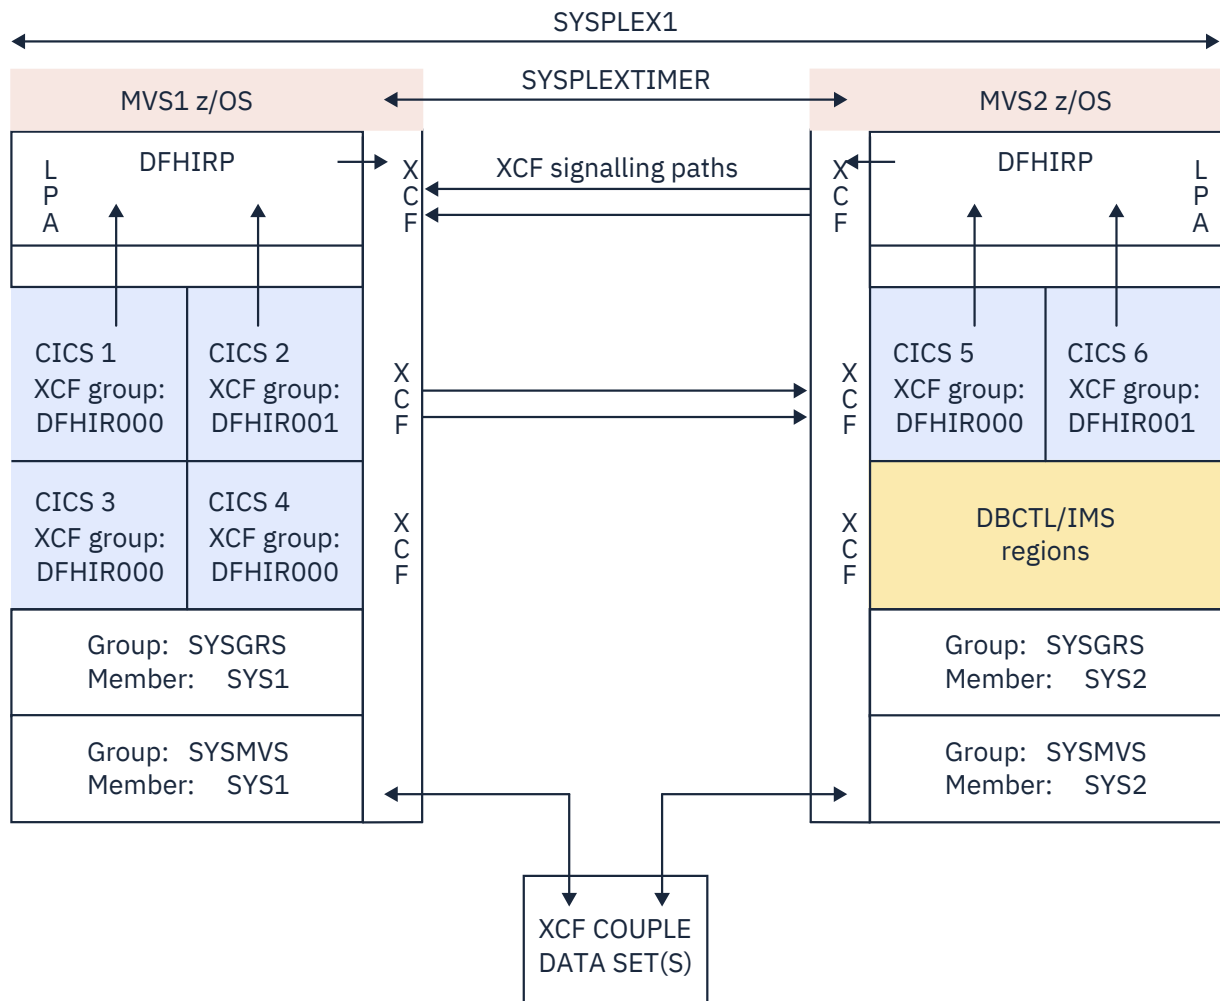 SYSPLEX1
SYSPLEXTIMER
MVS1 z/OS
MVS2 z/OS
L
P
A
DFHIRP
X
C
F
XCF signalling paths
X
C
F
DFHIRP
L
P
A
CICS 1
XCF group:
DFHIR000
CICS 2
XCF group:
DFHIR001
X
C
F
X
C
F
CICS 5
XCF group:
DFHIR000
CICS 6
XCF group:
DFHIR001
CICS 3
XCF group:
DFHIR000
CICS 4
XCF group:
DFHIR000
X
C
F
X
C
F
DBCTL/IMS
regions
Group: SYSGRS
Member: SYS1
Group: SYSGRS
Member: SYS2
Group: SYSMVS
Member: SYS1
Group: SYSMVS
Member: SYS2
XCF COUPLE
DATA SET(S)